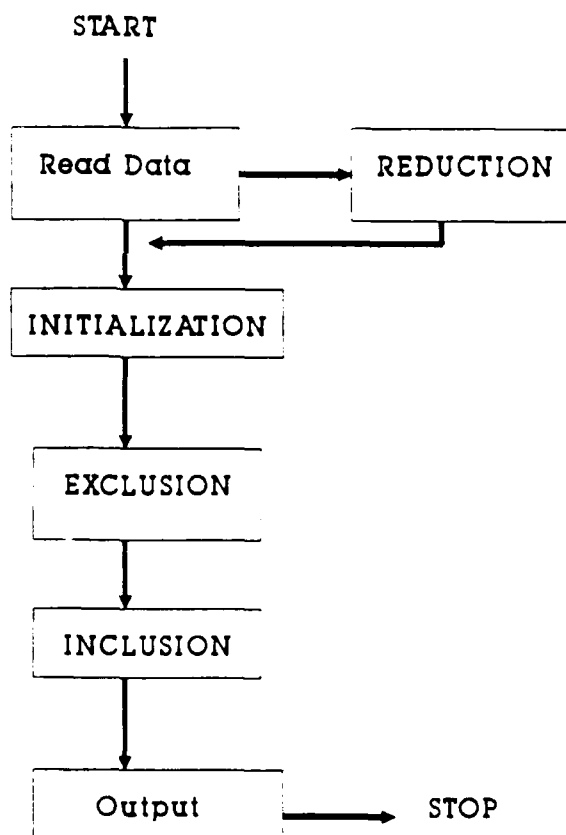 START
Read Data
REDUCTION
INITIALIZATION
EXCLUSION
INCLUSION
Output
STOP